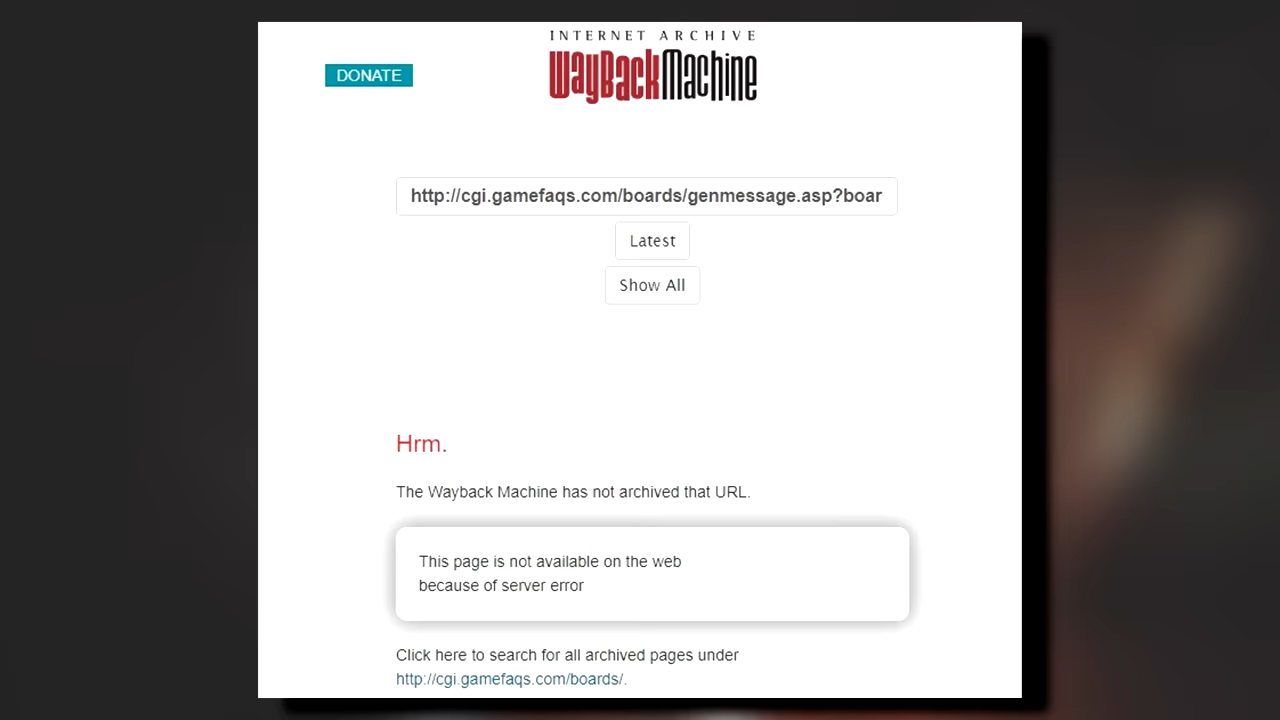 INTERNET ARCHIVE
DONATE
WayBackMachine
http://cgi.gamefaqs.com/boards/genmessage.asp?boar
Latest
Show All
Hrm.
The Wayback Machine has not archived that URL.
This page is not available on the web
because of server error
Click here to search for all archived pages under
http://cgi.gamefaqs.com/boards/.